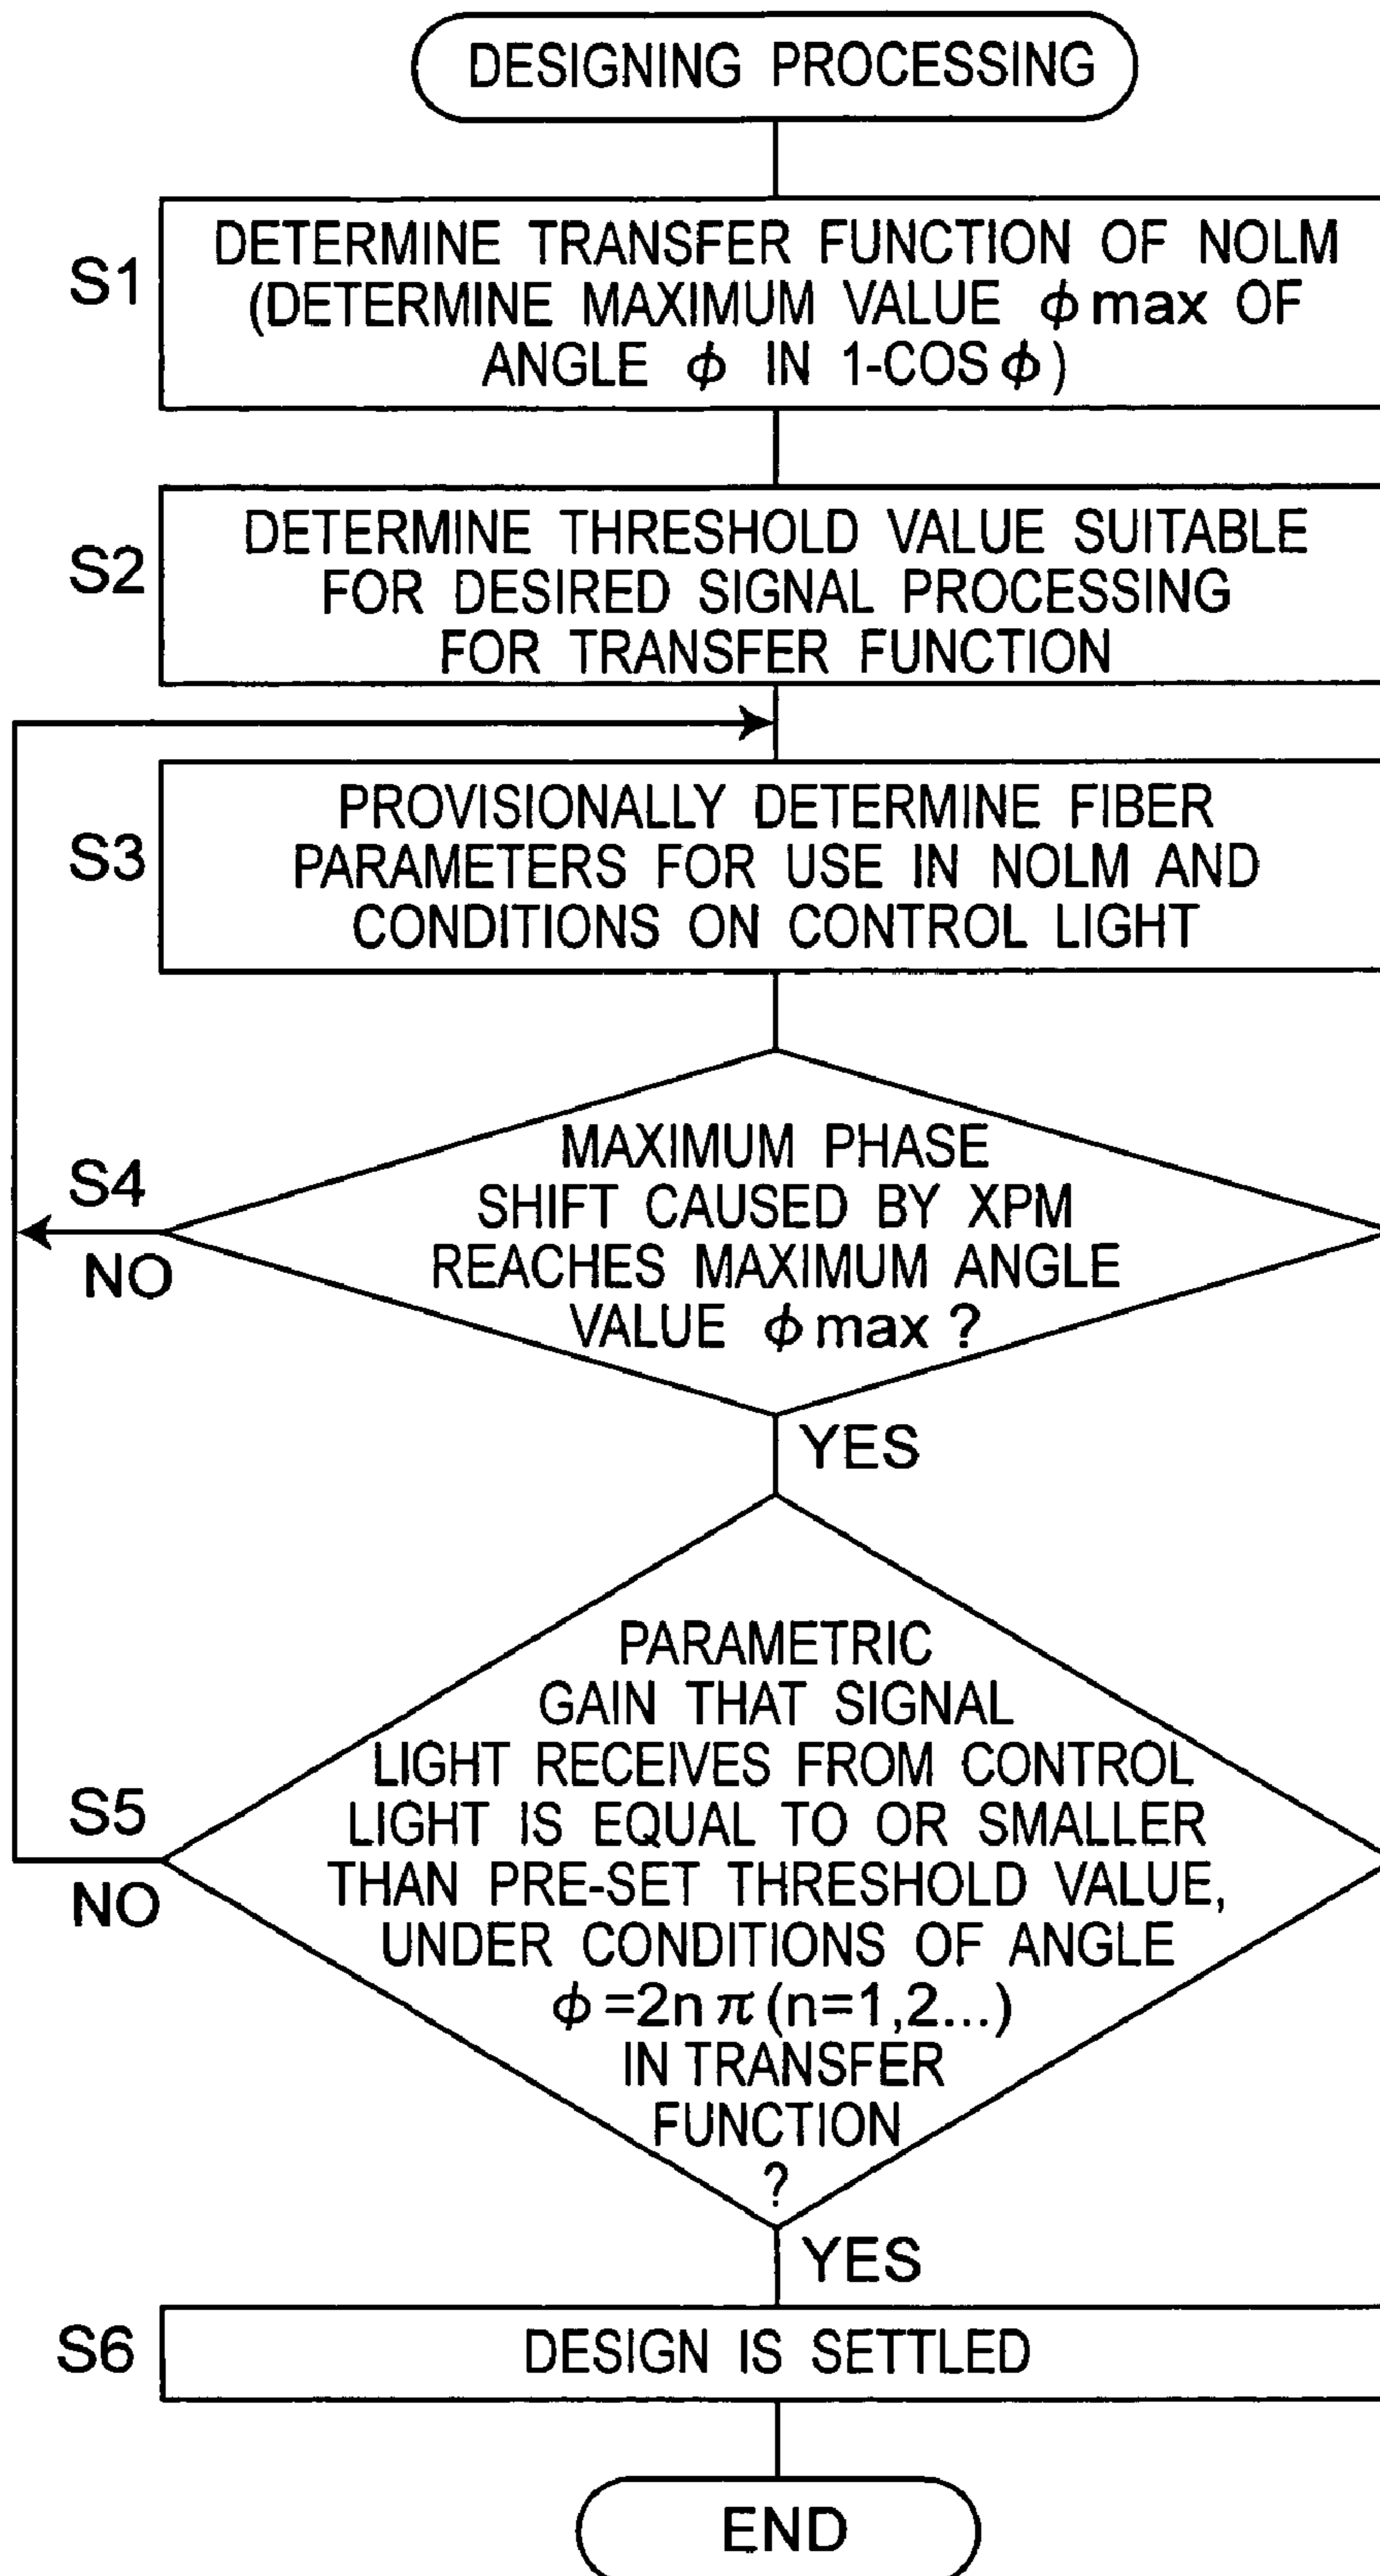 DESIGNING PROCESSING
S1
DETERMINE TRANSFER FUNCTION OF NOLM
(DETERMINE MAXIMUM VALUE ϕmax OF
ANGLE ϕ IN 1-COSϕ)
S2
DETERMINE THRESHOLD VALUE SUITABLE
FOR DESIRED SIGNAL PROCESSING
FOR TRANSFER FUNCTION
S3
PROVISIONALLY DETERMINE FIBER
PARAMETERS FOR USE IN NOLM AND
CONDITIONS ON CONTROL LIGHT
S4
MAXIMUM PHASE
SHIFT CAUSED BY XPM
REACHES MAXIMUM ANGLE
VALUE ϕmax ?
NO
YES
S5
PARAMETRIC
GAIN THAT SIGNAL
LIGHT RECEIVES FROM CONTROL
LIGHT IS EQUAL TO OR SMALLER
THAN PRE-SET THRESHOLD VALUE,
UNDER CONDITIONS OF ANGLE
ϕ=2nπ(n=1,2...)
IN TRANSFER
FUNCTION
?
NO
YES
S6
DESIGN IS SETTLED
END